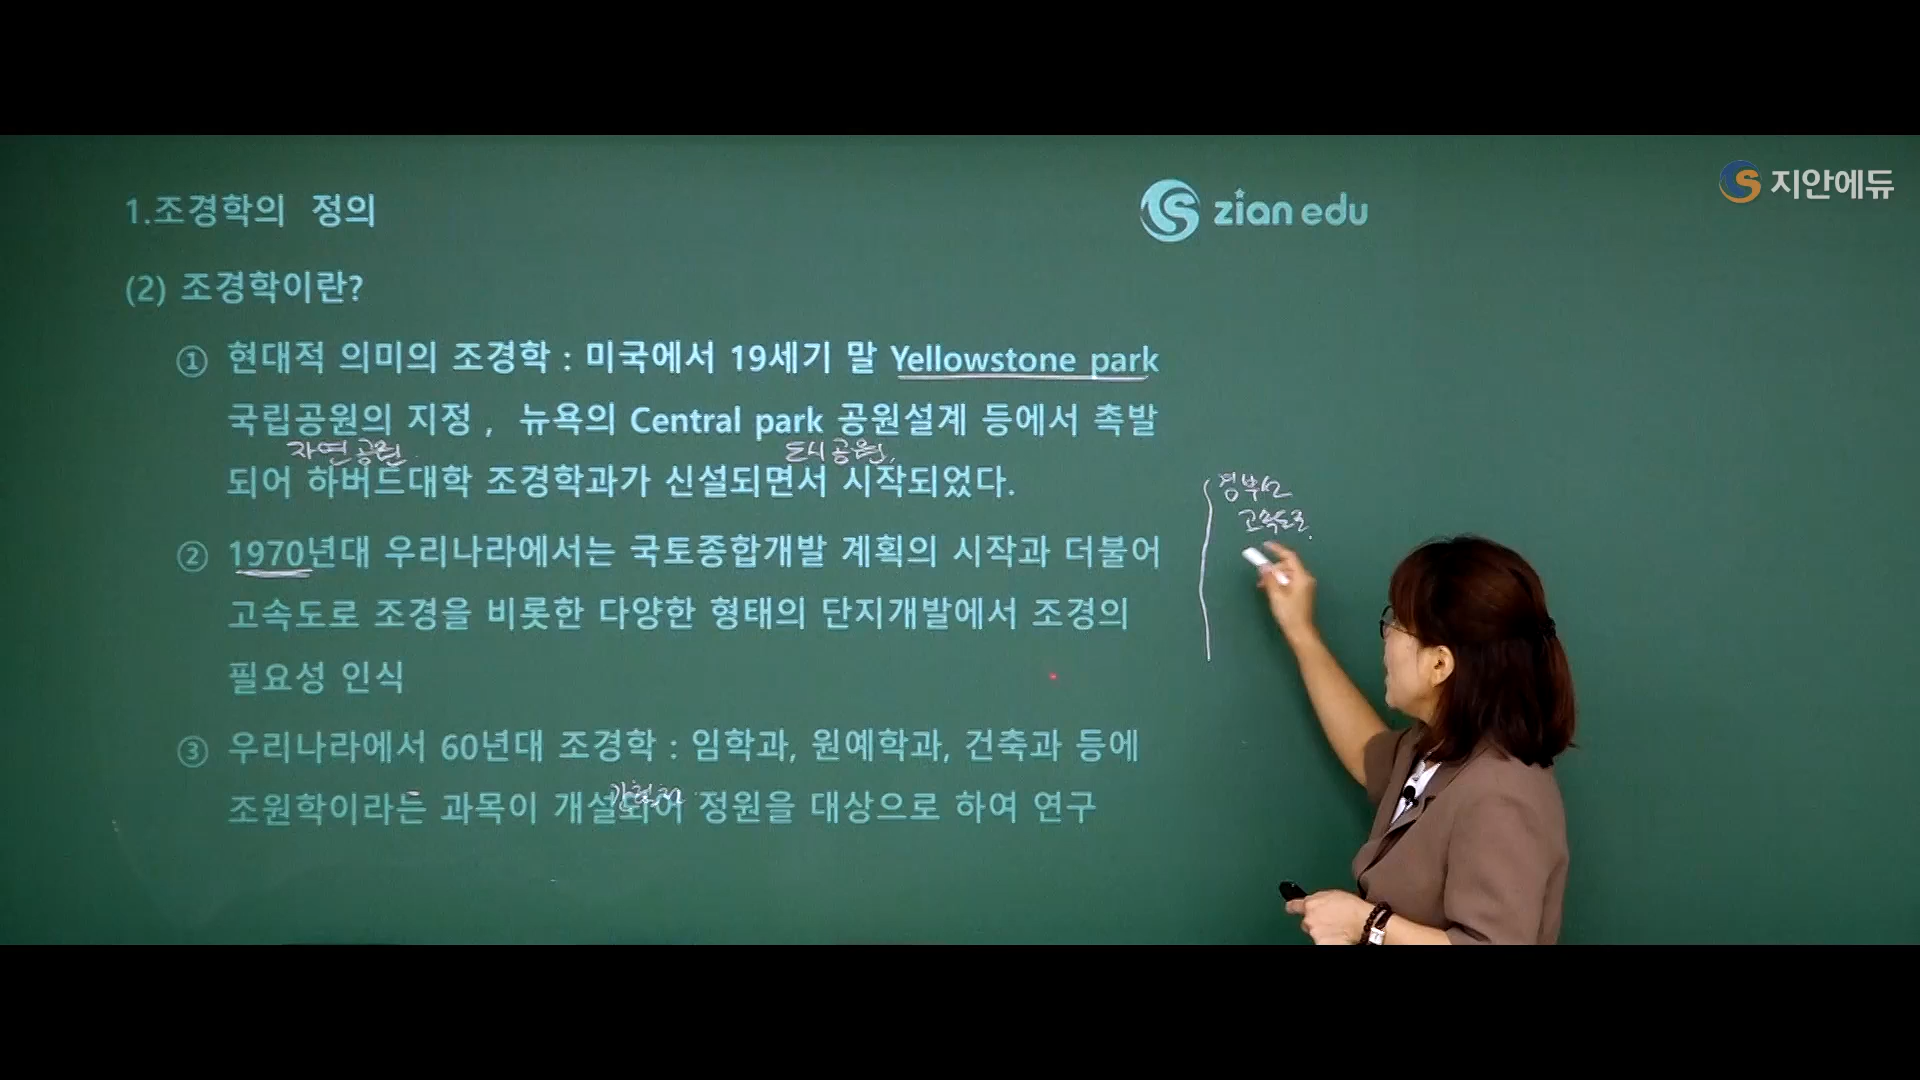 1.조경학의 정의
zian edu
지안에듀
(2) 조경학이란?
① 현대적 의미의 조경학 : 미국에서 19세기 말 Yellowstone park
국립공원의 지정 , 뉴욕의 Central park 공원설계 등에서 촉발
자연공원 도시공원
되어 하버드대학 조경학과가 신설되면서 시작되었다.
경부선
고속도로
② 1970년대 우리나라에서는 국토종합개발 계획의 시작과 더불어
고속도로 조경을 비롯한 다양한 형태의 단지개발에서 조경의
필요성 인식
③ 우리나라에서 60년대 조경학 : 임학과, 원예학과, 건축과 등에
조원학이라는 과목이 개설되어 정원을 대상으로 하여 연구